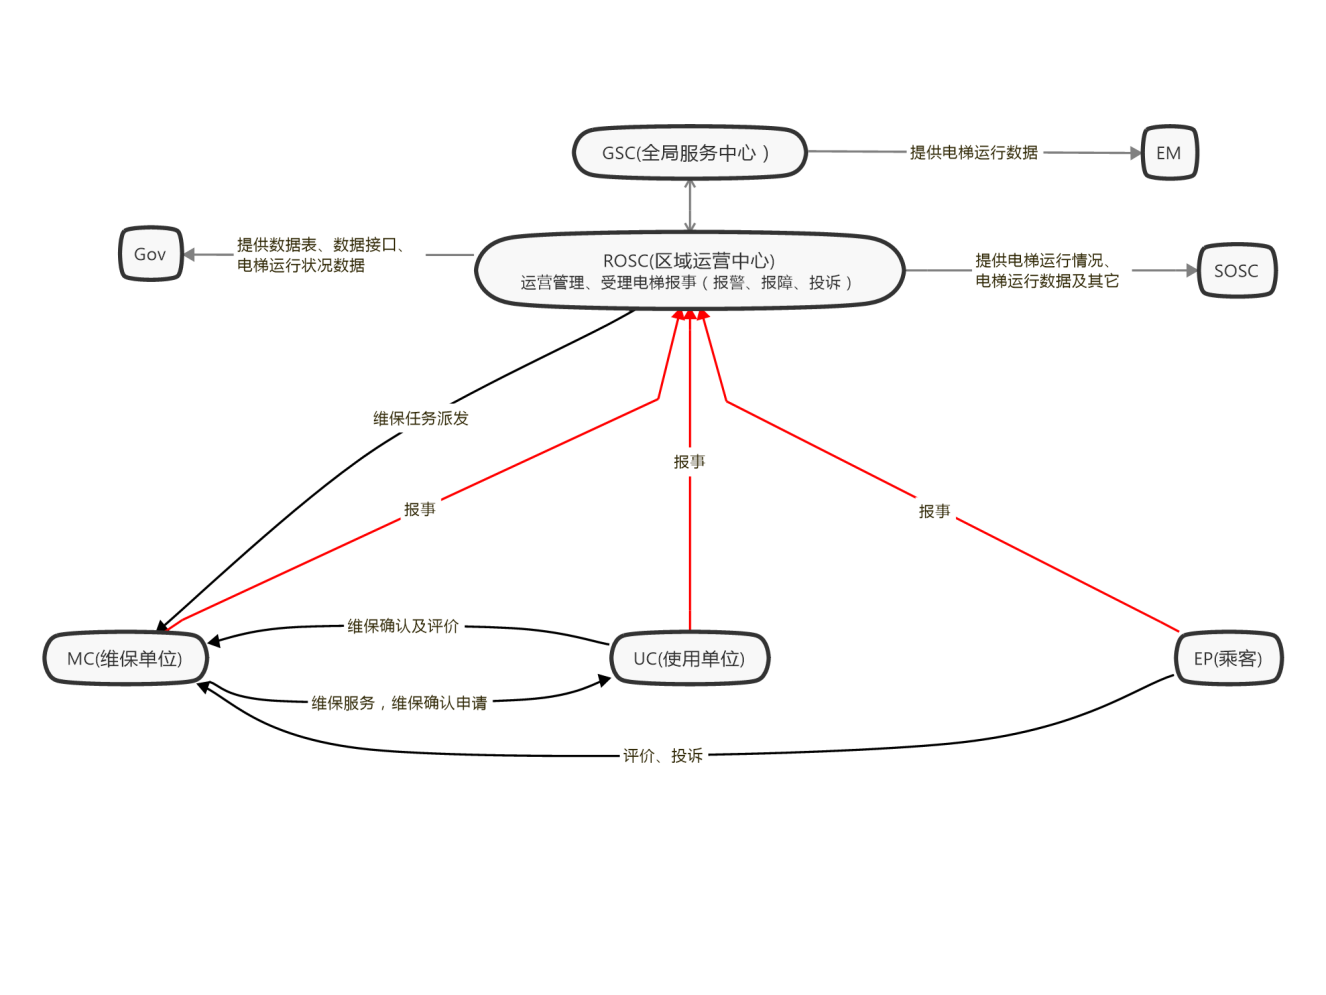 GSC(全局服务中心 )
提供电梯运行数据
EM
Gov
提供数据表、数据接口、
电梯运行状况数据
ROSC(区域运营中心)
运营管理、受理电梯报事 ( 报警、报障、投诉 )
提供电梯运行情况、
电梯运行数据及其它
SOSC
维保任务派发
报事
报事
报事
维保确认及评价
MC(维保单位)
UC(使用单位)
EP(乘客)
维保服务 , 维保确认申请
评价、投诉